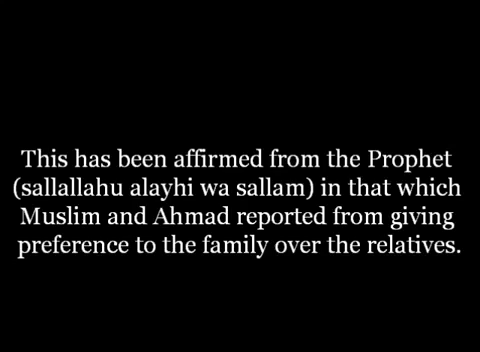 This has been affirmed from the Prophet
(sallallahu alayhi wa sallam) in that which
Muslim and Ahmad reported from giving
preference to the family over the relatives.